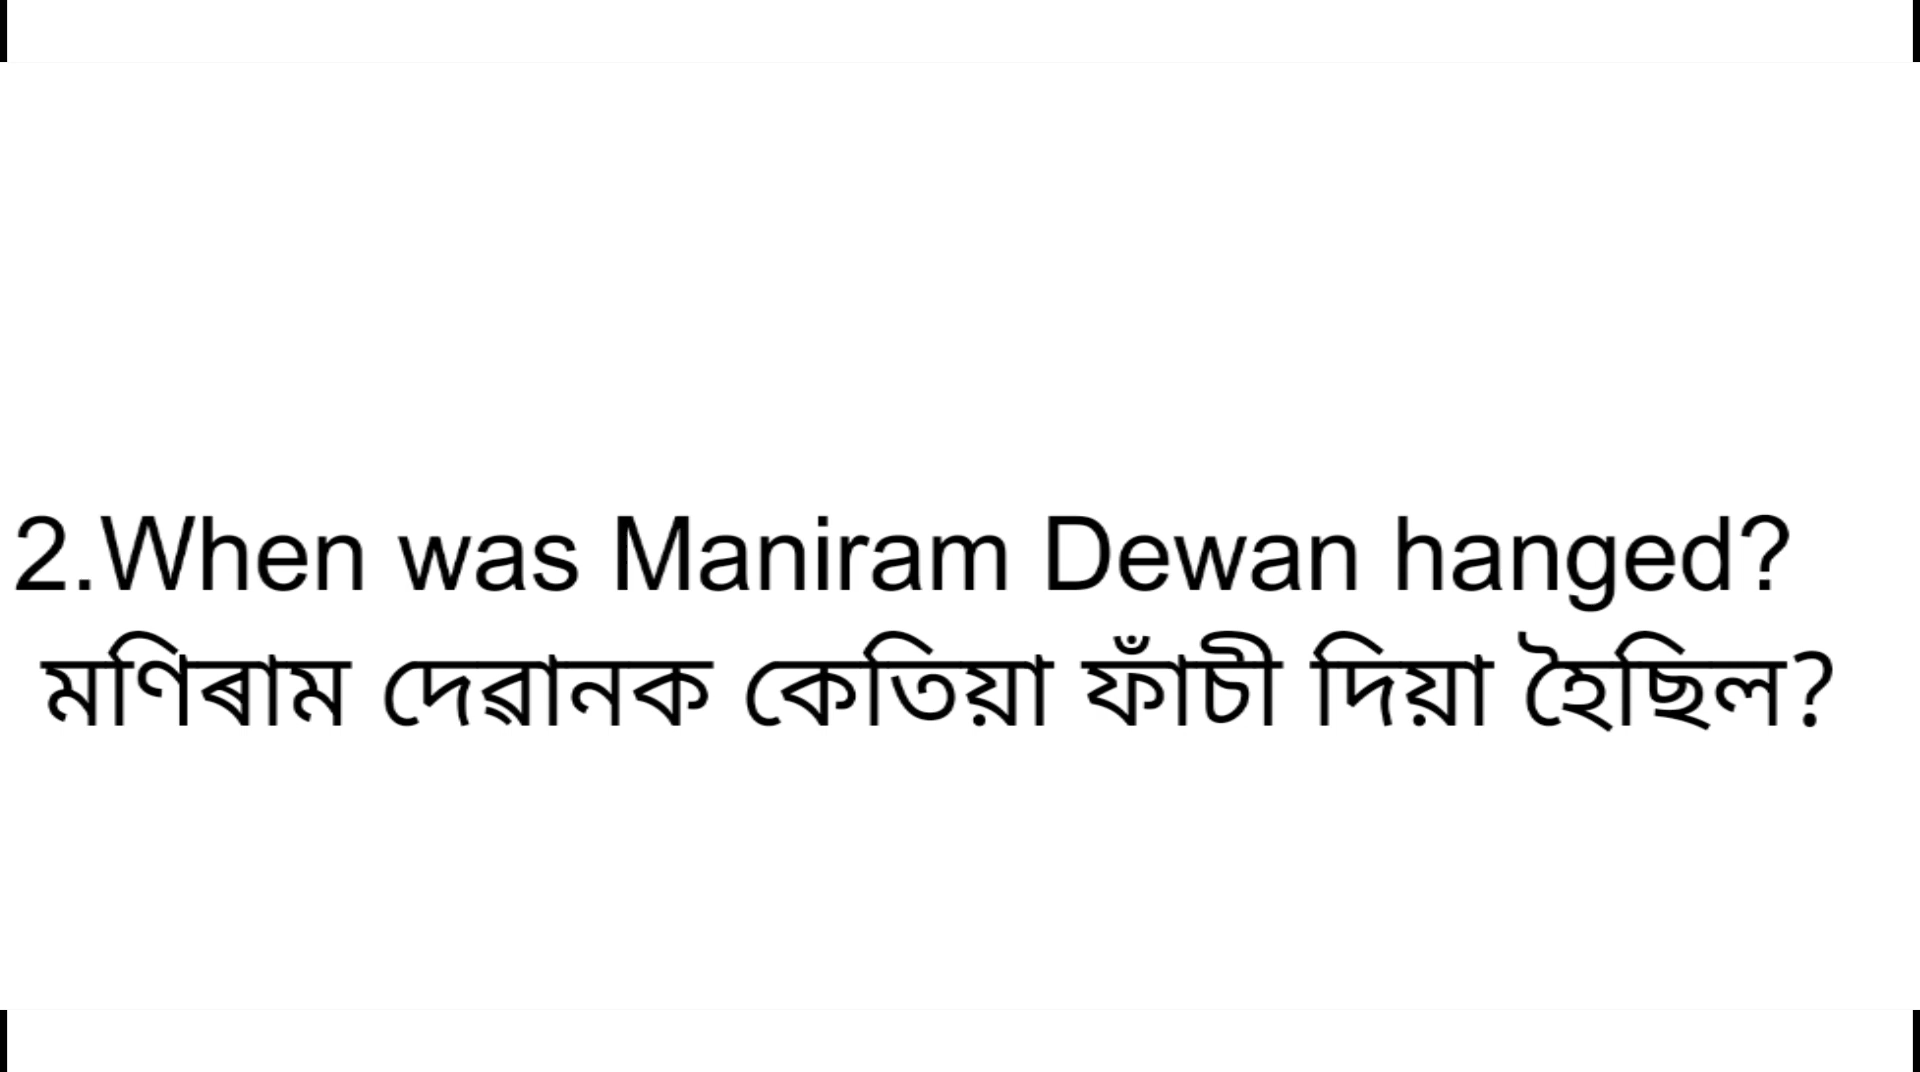 2.When was Maniram Dewan hanged?
মণিৰাম দেৱানক কেতিয়া ফাঁচী দিয়া হৈছিল?